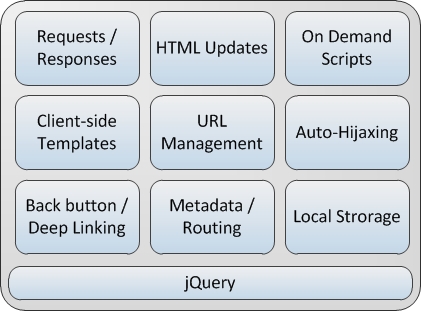 Requests /
Responses
HTML Updates
On Demand
Scripts
Client-side
Templates
URL
Management
Auto-Hijaxing
Back button /
Deep Linking
Metadata /
Routing
Local Strorage
jQuery